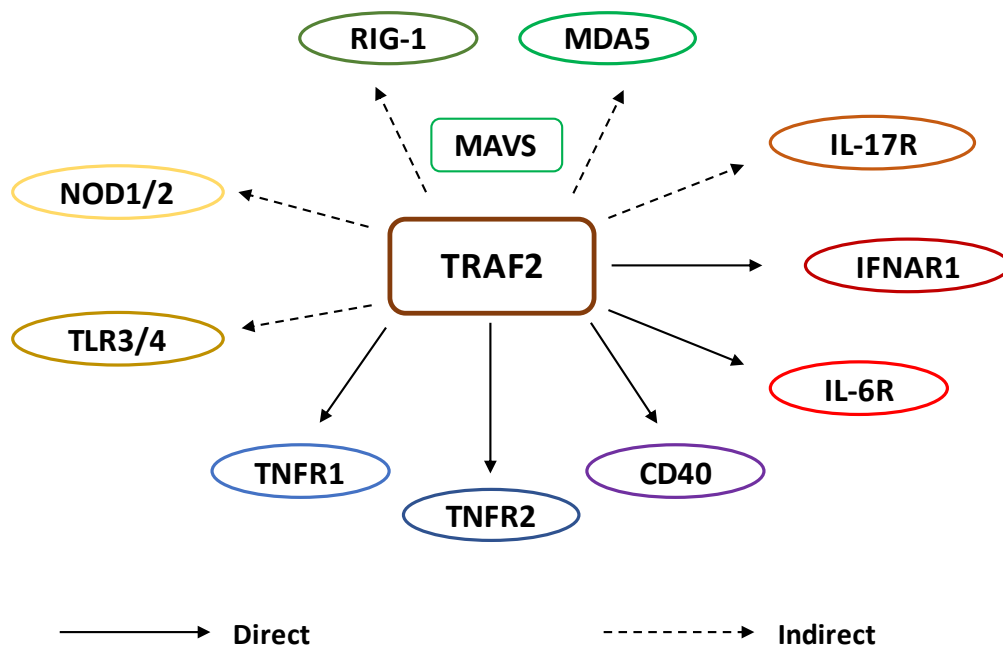 RIG-1
MDA5
MAVS
IL-17R
NOD1/2
TRAF2
IFNAR1
TLR3/4
IL-6R
TNFR1
CD40
TNFR2
Direct
Indirect